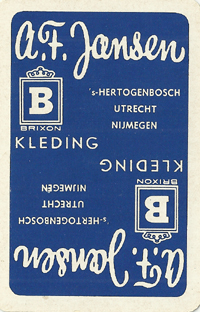 A.F. Jansen
's-HERTOGENBOSCH
UTRECHT
NIJMEGEN
B
BRIXON
KLEDING
KLEDING
BRIXON
B
NIJMEGEN
UTRECHT
's-HERTOGENBOSCH
A.F. Jansen